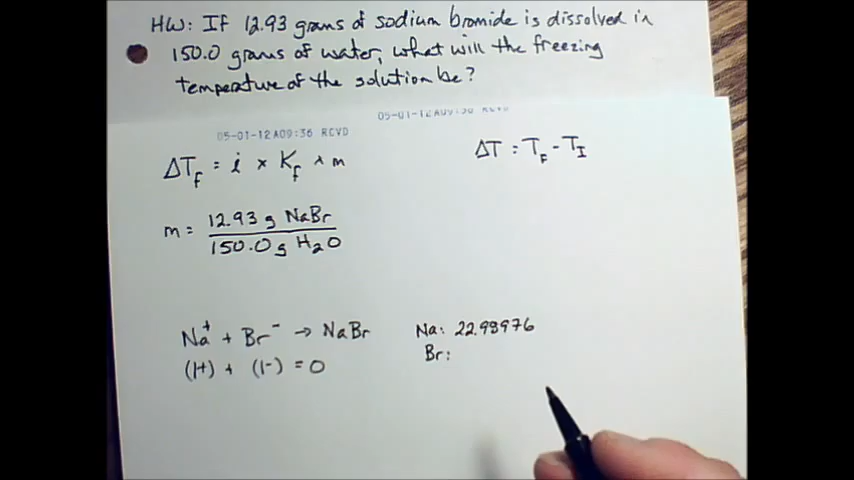 HW: If 12.93 grams of sodium bromide is dissolved in
150.0 grams of water, what will the freezing
temperature of the solution be?
05-01-12A09:36 RCVD
05-01-12A09:36 RCVD
ΔT_f = i × K_f × m
ΔT = T_F - T_I
m = 12.93 g NaBr
150.0 g H2O
Na⁺ + Br⁻ → NaBr
Na: 22.98976
(1+) + (1-) = 0
Br: